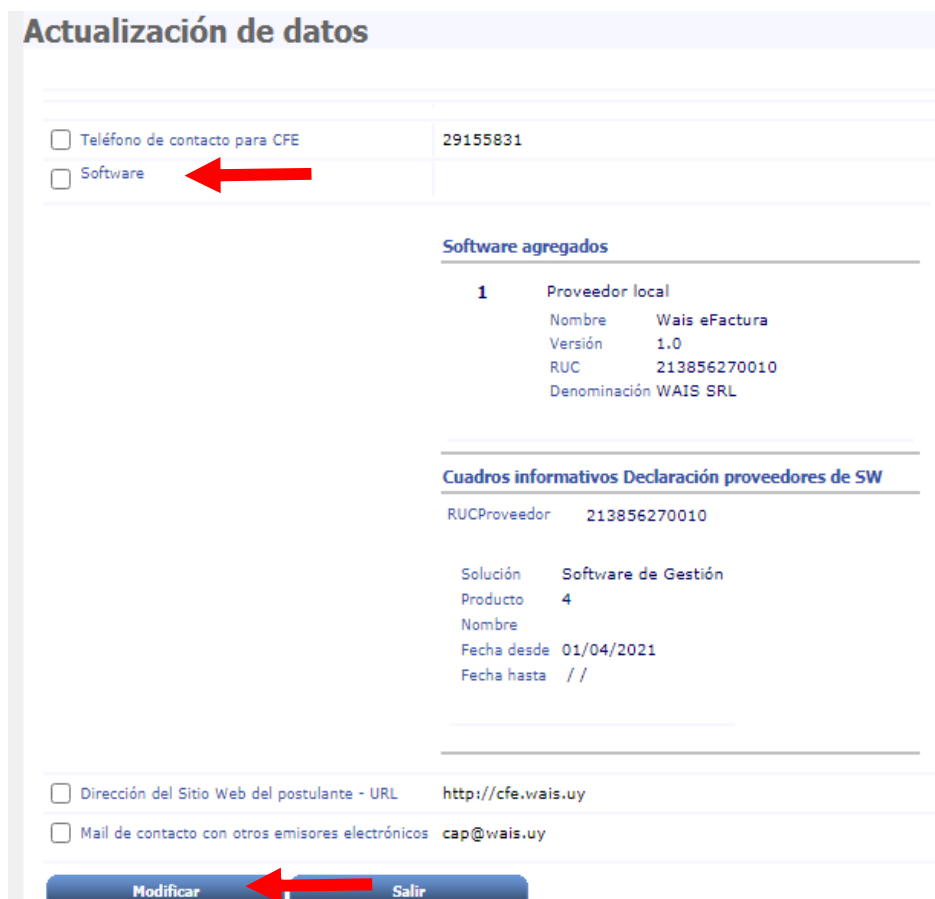 Actualización de datos
Teléfono de contacto para CFE 29155831
Software
Software agregados
1 Proveedor local
Nombre Wais eFactura
Versión 1.0
RUC 213856270010
Denominación WAIS SRL
Cuadros informativos Declaración proveedores de SW
RUCProveedor 213856270010
Solución Software de Gestión
Producto 4
Nombre
Fecha desde 01/04/2021
Fecha hasta / /
Dirección del Sitio Web del postulante - URL http://cfe.wais.uy
Mail de contacto con otros emisores electrónicos cap@wais.uy
Modificar Salir